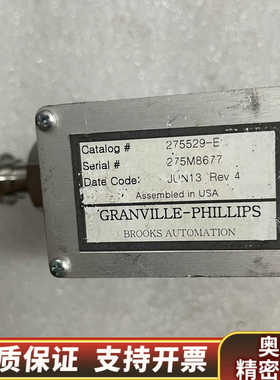 Catalog # 275529-E
Serial # 275M8677
Date Code: JUN13 Rev 4
Assembled in USA
GRANVILLE-PHILLIPS
BROOKS AUTOMATION
质保证 支持开票 奥
精密